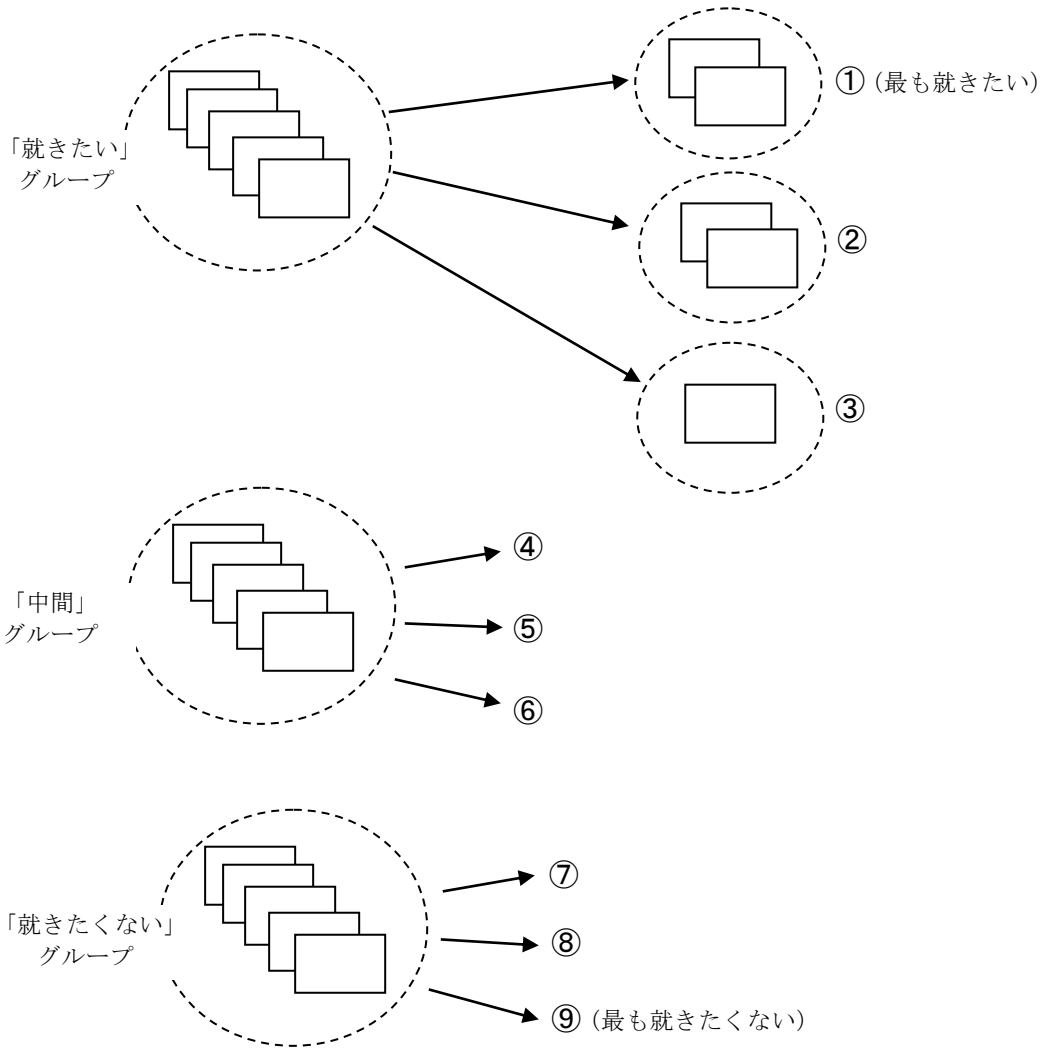 ①（最も就きたい）
「就きたい」
グループ
②
③
④
「中間」
グループ
⑤
⑥
⑦
「就きたくない」
グループ
⑧
⑨（最も就きたくない）